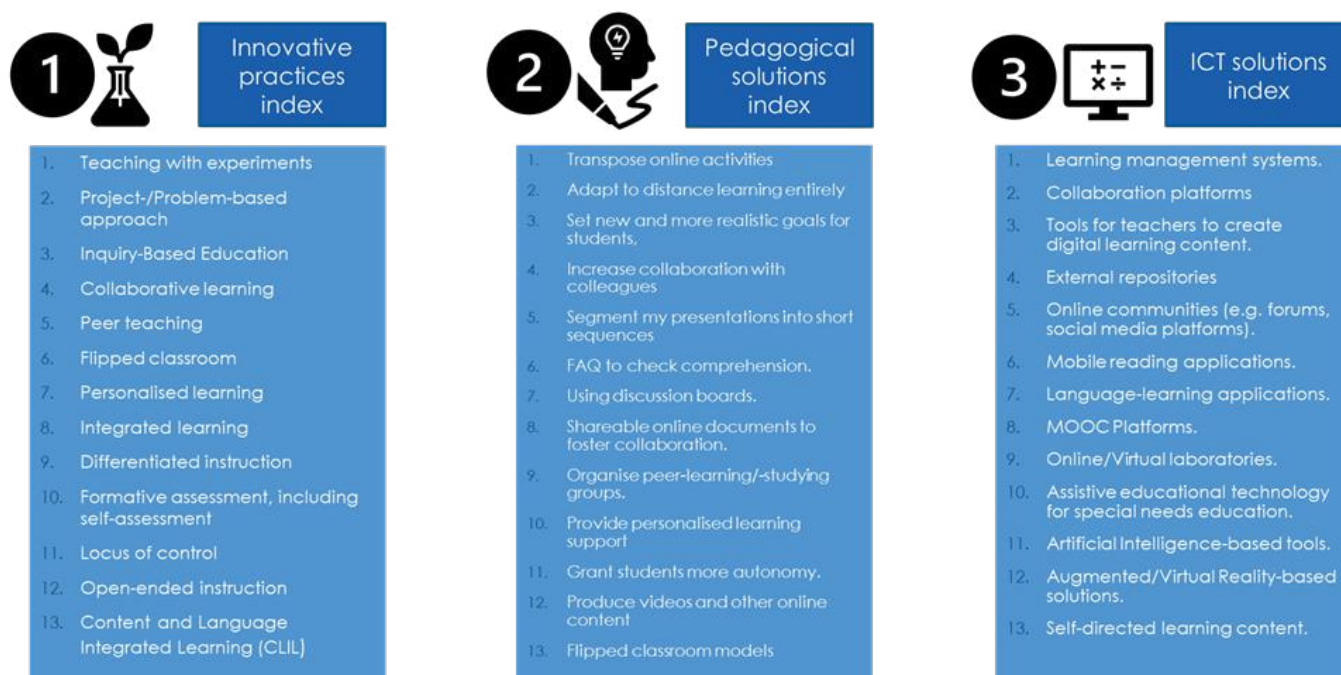 1
Innovative
practices
index
1. Teaching with experiments
2. Project-/Problem-based
approach
3. Inquiry-Based Education
4. Collaborative learning
5. Peer teaching
6. Flipped classroom
7. Personalised learning
8. Integrated learning
9. Differentiated instruction
10. Formative assessment, including
self-assessment
11. Locus of control
12. Open-ended instruction
13. Content and Language
Integrated Learning (CLIL)
2
Pedagogical
solutions
index
1. Transpose online activities
2. Adapt to distance learning entirely
3. Set new and more realistic goals for
students,
4. Increase collaboration with
colleagues
5. Segment my presentations into short
sequences
6. FAQ to check comprehension.
7. Using discussion boards.
8. Shareable online documents to
foster collaboration.
9. Organise peer-learning/-studying
groups.
10. Provide personalised learning
support
11. Grant students more autonomy.
12. Produce videos and other online
content
13. Flipped classroom models
3
+ −
× ÷
ICT solutions
index
1. Learning management systems.
2. Collaboration platforms
3. Tools for teachers to create
digital learning content.
4. External repositories
5. Online communities (e.g. forums,
social media platforms).
6. Mobile reading applications.
7. Language-learning applications.
8. MOOC Platforms.
9. Online/Virtual laboratories.
10. Assistive educational technology
for special needs education.
11. Artificial Intelligence-based tools.
12. Augmented/Virtual Reality-based
solutions.
13. Self-directed learning content.